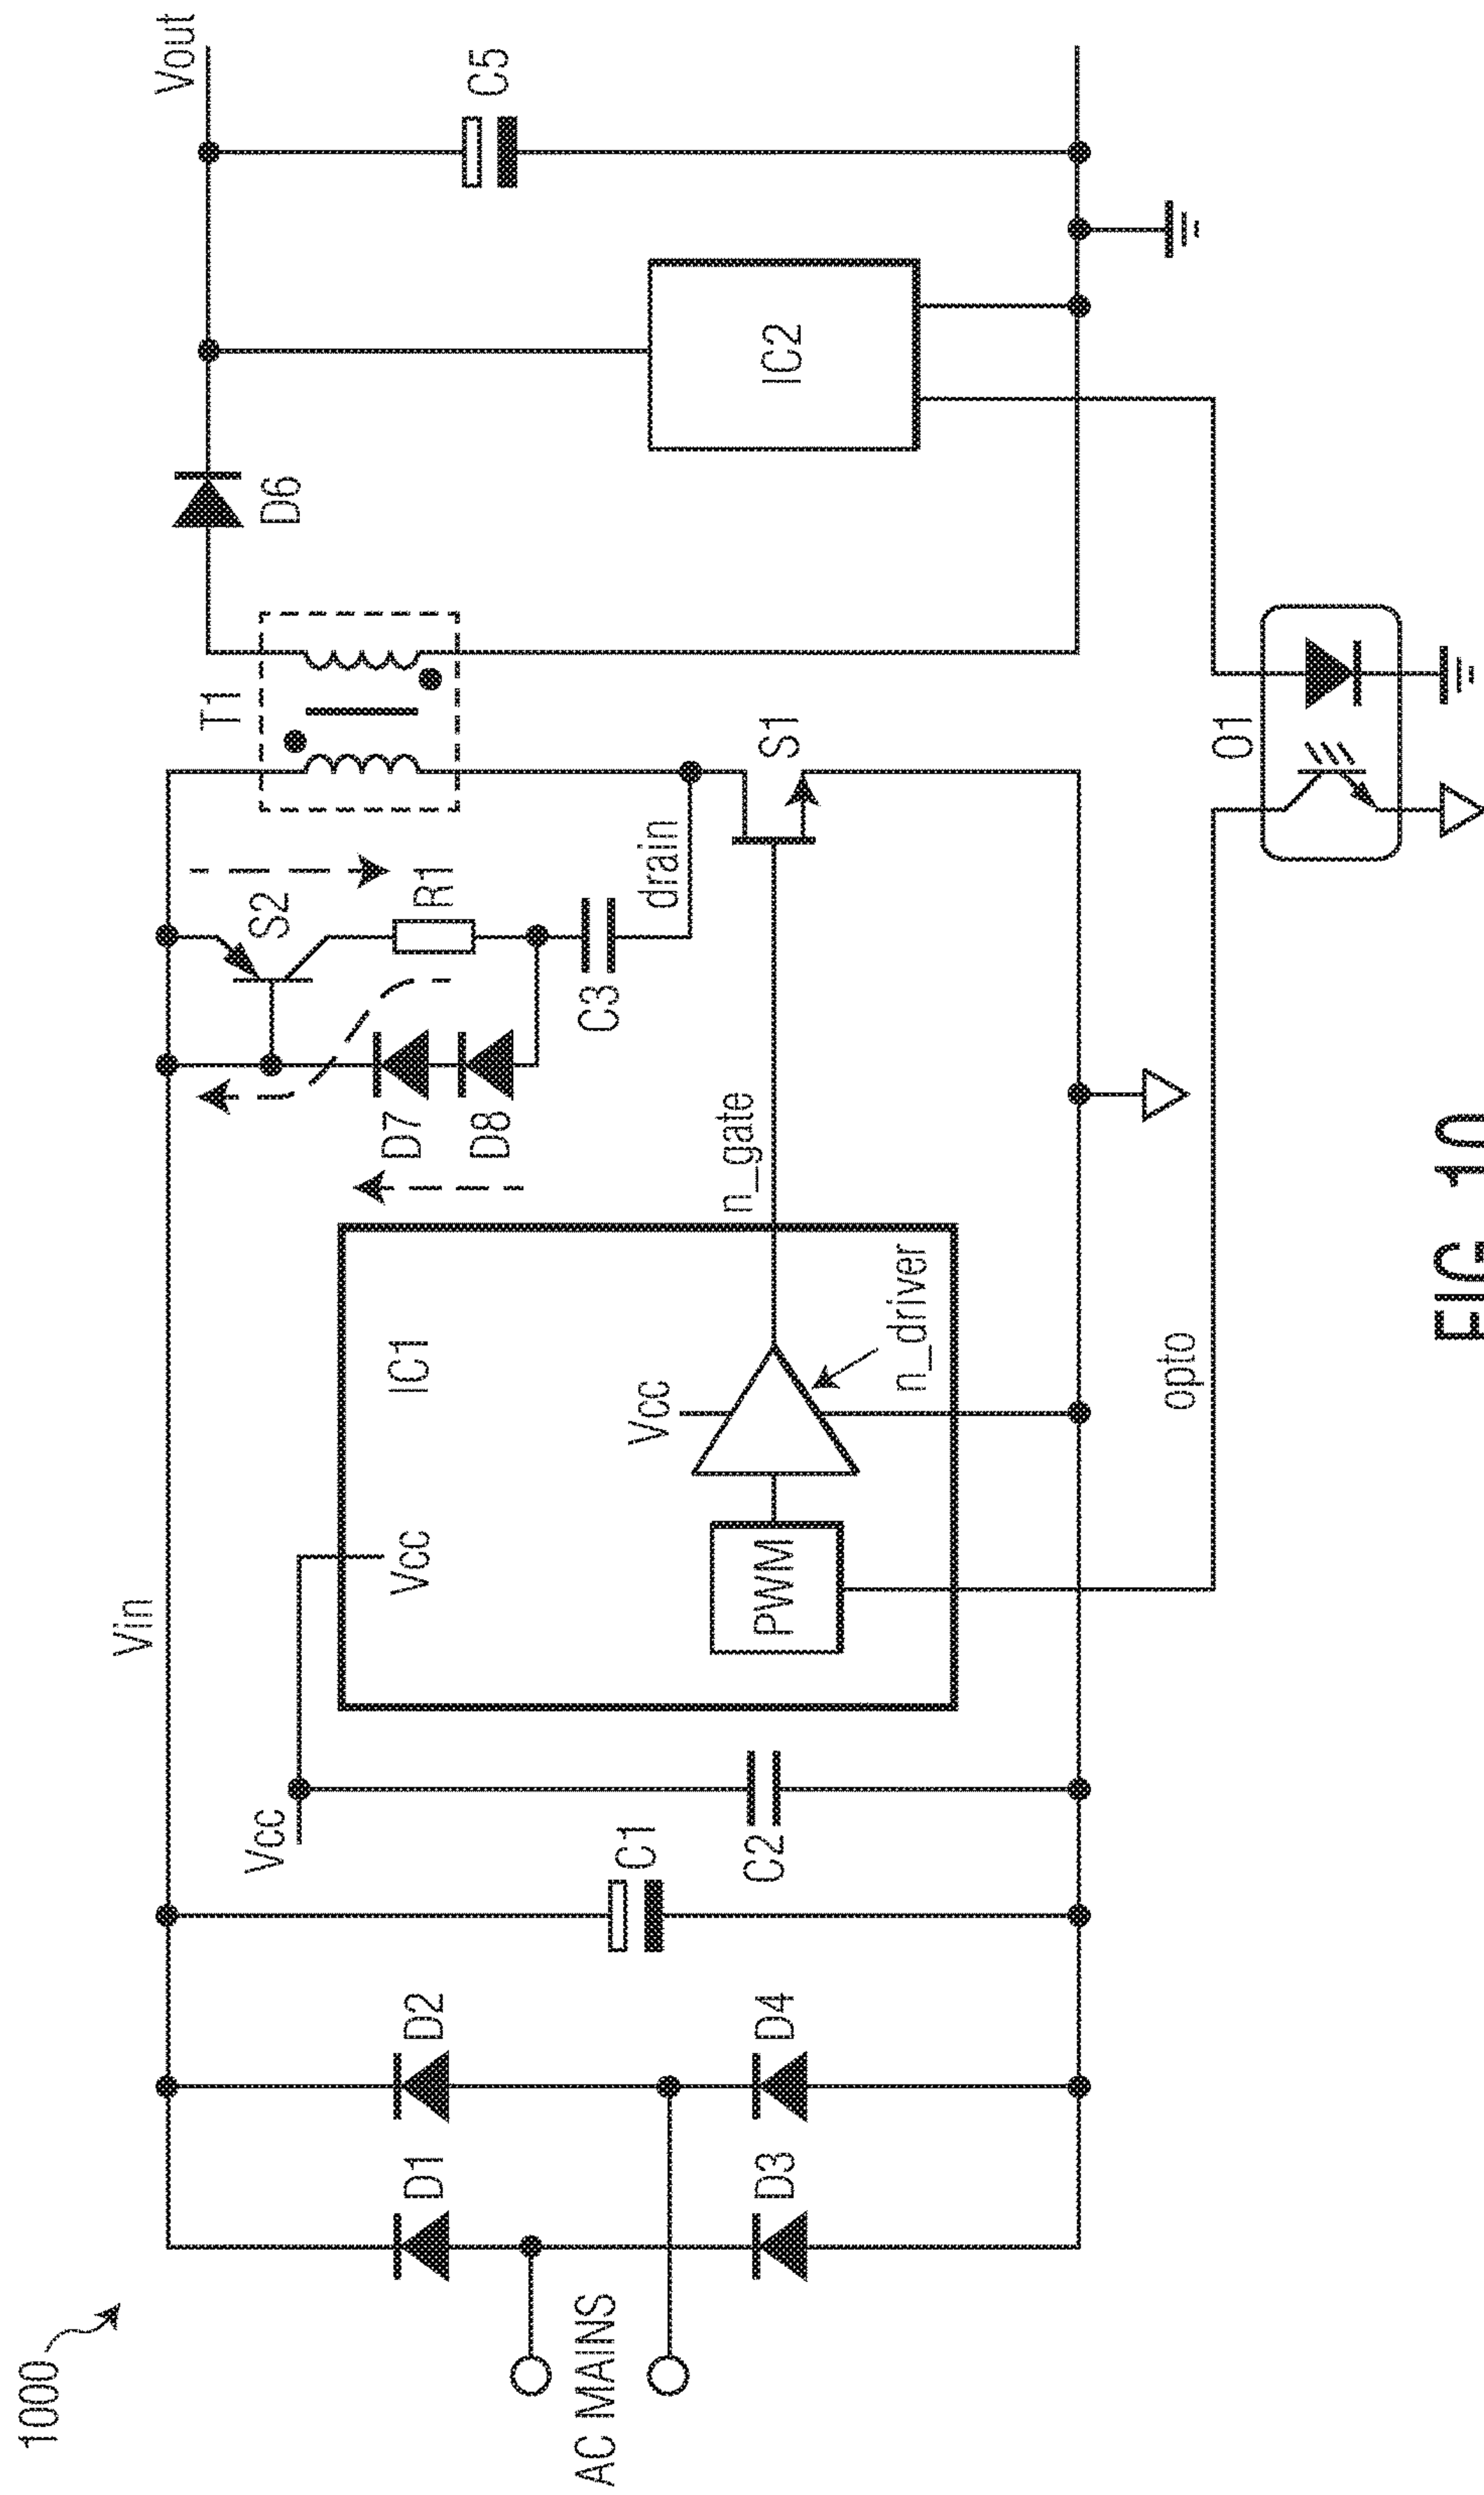 1000
AC MAINS
D1
D2
D3
D4
C1
C2
Vcc
Vin
Vcc
IC1
PWM
Vcc
n_driver
n_gate
opto
D7
D8
S2
R1
C3
drain
T1
S1
O1
D6
IC2
C5
Vout
FIG. 10